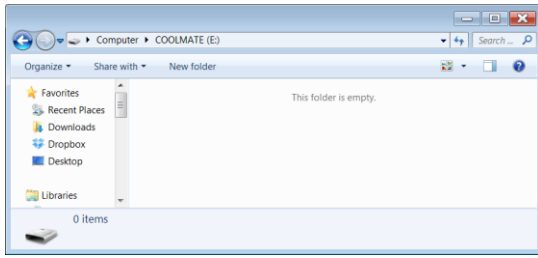 Computer COOLMATE (E:)
Search ...
Organize Share with New folder
Favorites
Recent Places
Downloads
Dropbox
Desktop
Libraries
This folder is empty.
0 items